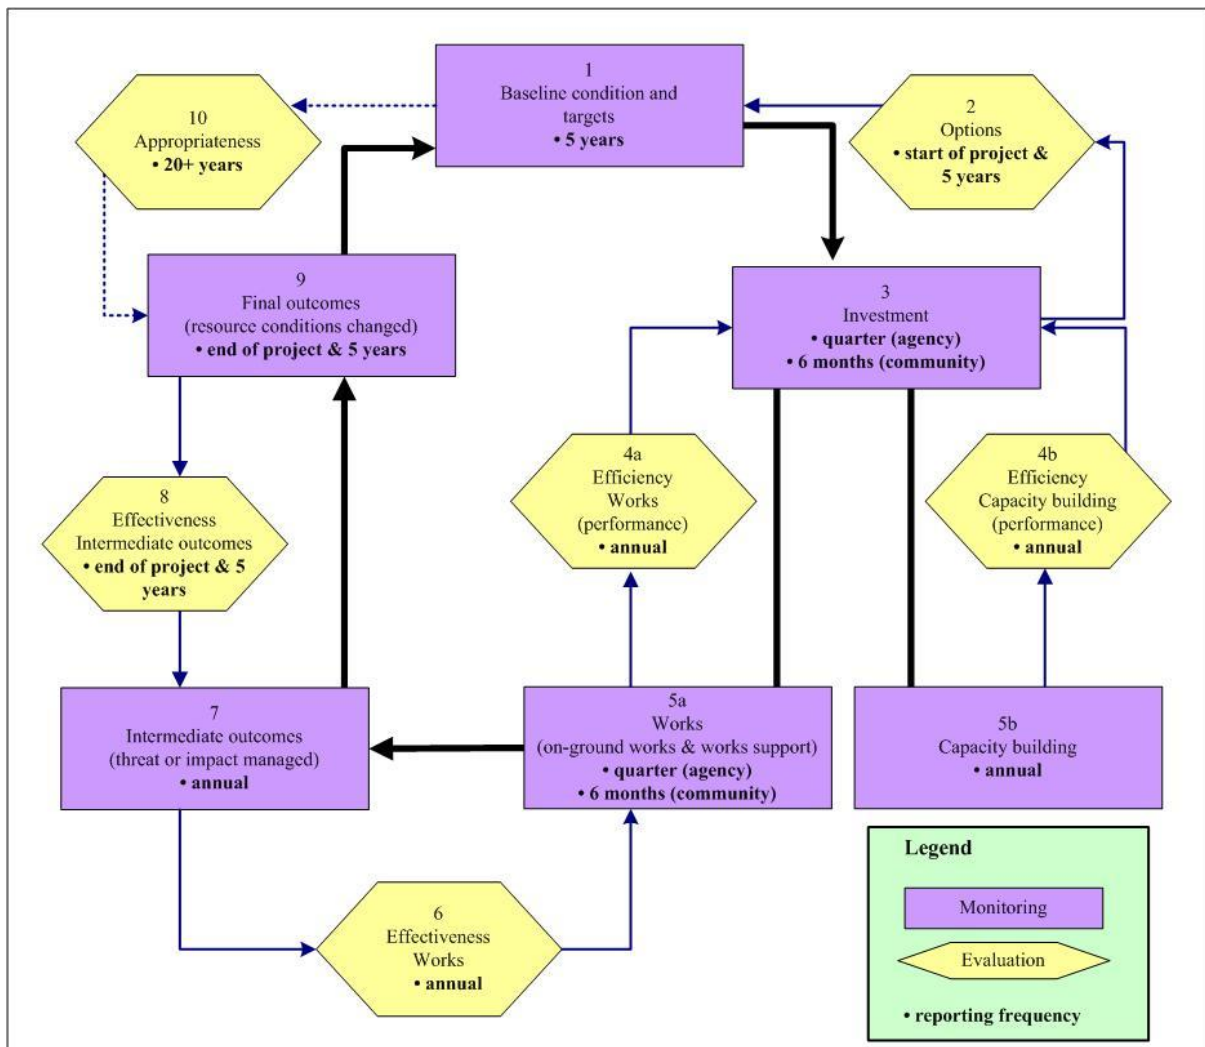 1
Baseline condition and
targets
• 5 years
2
Options
• start of project &
5 years
3
Investment
• quarter (agency)
• 6 months (community)
4a
Efficiency
Works
(performance)
• annual
4b
Efficiency
Capacity building
(performance)
• annual
5a
Works
(on-ground works & works support)
• quarter (agency)
• 6 months (community)
5b
Capacity building
• annual
6
Effectiveness
Works
• annual
7
Intermediate outcomes
(threat or impact managed)
• annual
8
Effectiveness
Intermediate outcomes
• end of project & 5
years
9
Final outcomes
(resource conditions changed)
• end of project & 5 years
10
Appropriateness
• 20+ years
Legend
Monitoring
Evaluation
• reporting frequency